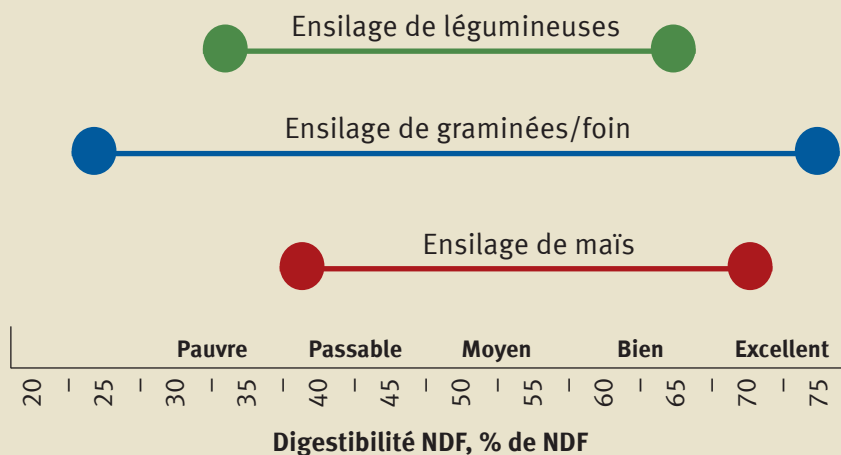 Ensilage de légumineuses
Ensilage de graminées/foin
Ensilage de maïs
Pauvre Passable Moyen Bien Excellent
20 – 25 – 30 – 35 – 40 – 45 – 50 – 55 – 60 – 65 – 70 – 75
Digestibilité NDF, % de NDF